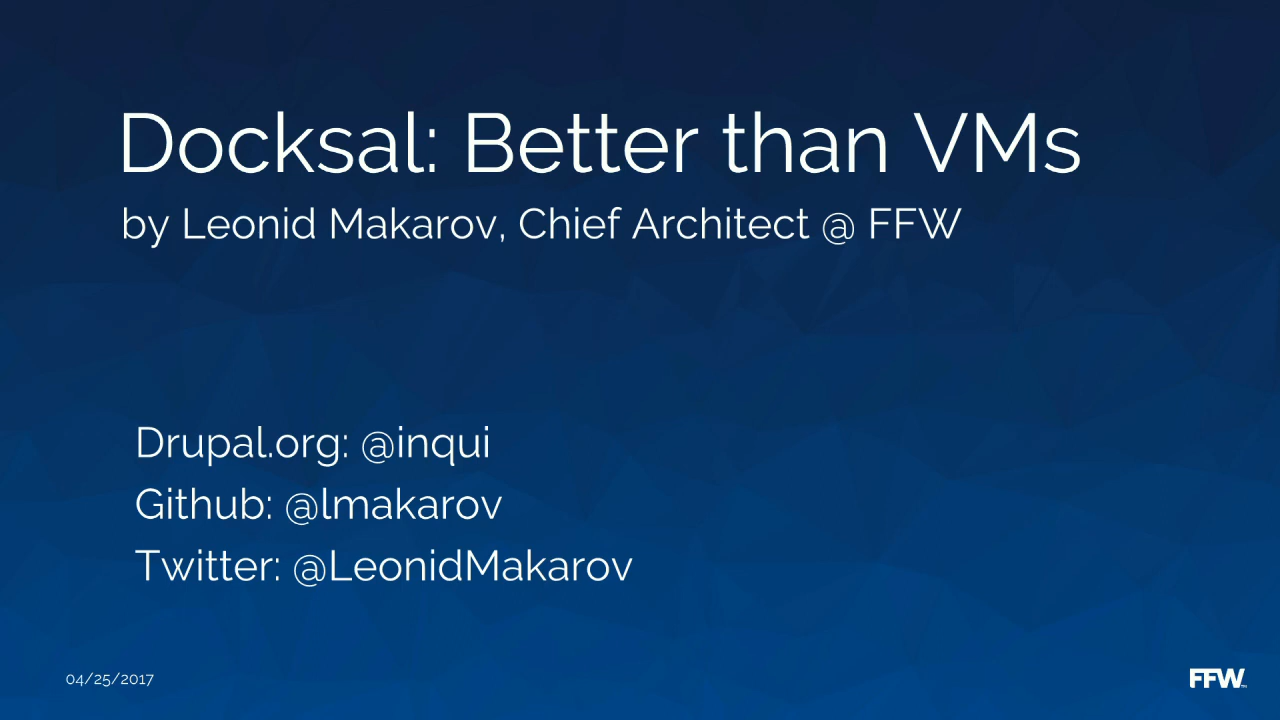 Docksal: Better than VMs
by Leonid Makarov, Chief Architect @ FFW
Drupal.org: @inqui
Github: @lmakarov
Twitter: @LeonidMakarov
04/25/2017
FFW™